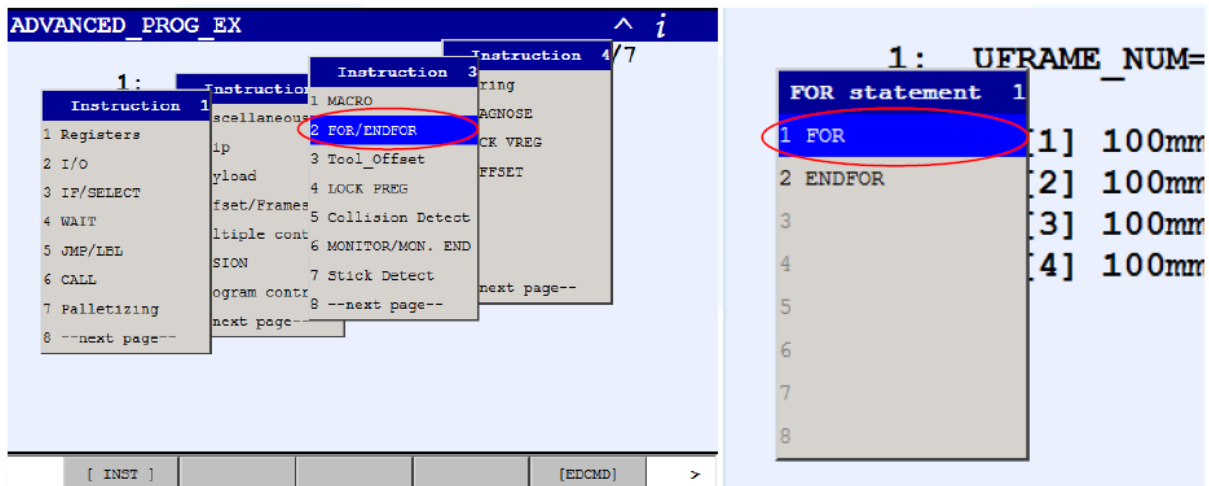 ADVANCED_PROG_EX
^ i
4/7
1:
Instruction 1
1 Registers
2 I/O
3 IF/SELECT
4 WAIT
5 JMP/LBL
6 CALL
7 Palletizing
8 --next page--
Instruction
scellaneous
ip
yload
fset/Frames
ltiple cont
SION
ogram contr
next page--
Instruction 3
1 MACRO
2 FOR/ENDFOR
3 Tool_Offset
4 LOCK PREG
5 Collision Detect
6 MONITOR/MON. END
7 Stick Detect
8 --next page--
Instruction 4
ring
AGNOSE
CK VREG
FFSET
next page--
[ INST ]
[EDCMD]
>
1: UFRAME_NUM=
FOR statement 1
1 FOR
2 ENDFOR
3
4
5
6
7
8
[1] 100mm
[2] 100mm
[3] 100mm
[4] 100mm